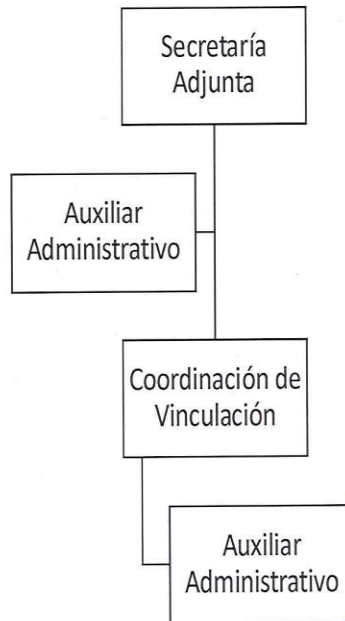 Secretaría
Adjunta
Auxiliar
Administrativo
Coordinación de
Vinculación
Auxiliar
Administrativo